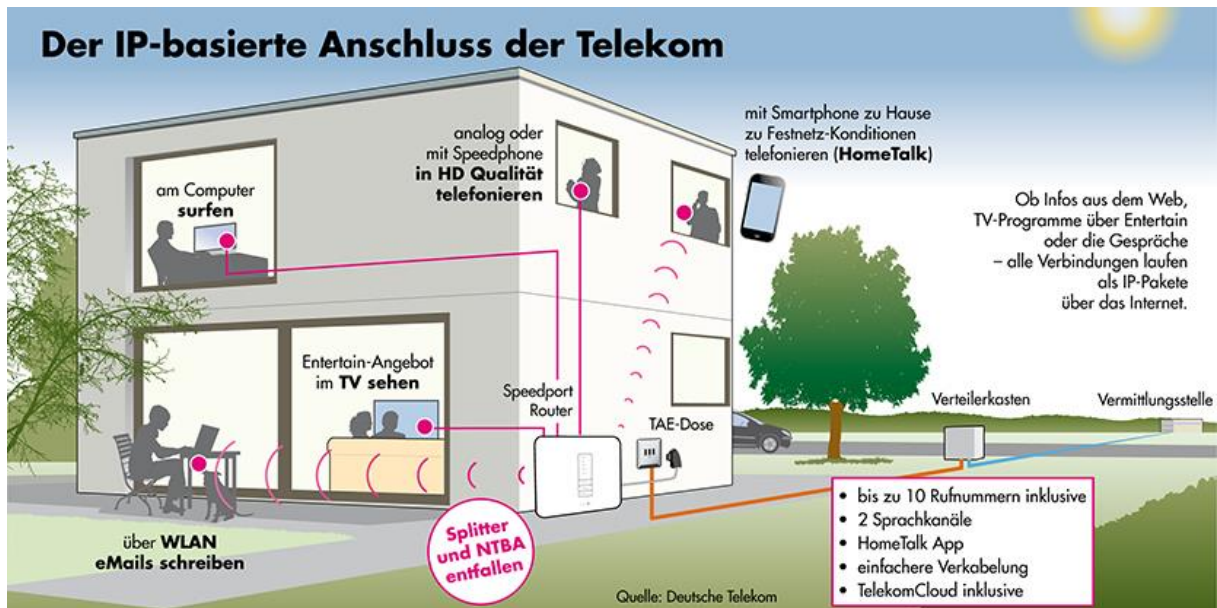 Der IP-basierte Anschluss der Telekom
am Computer
surfen
analog oder
mit Speedphone
in HD Qualität
telefonieren
mit Smartphone zu Hause
zu Festnetz-Konditionen
telefonieren (HomeTalk)
Ob Infos aus dem Web,
TV-Programme über Entertain
oder die Gespräche
– alle Verbindungen laufen
als IP-Pakete
über das Internet.
Entertain-Angebot
im TV sehen
Speedport
Router
TAE-Dose
Verteilerkasten
Vermittlungsstelle
über WLAN
eMails schreiben
Splitter
und NTBA
entfallen
• bis zu 10 Rufnummern inklusive
• 2 Sprachkanäle
• HomeTalk App
• einfachere Verkabelung
• TelekomCloud inklusive
Quelle: Deutsche Telekom